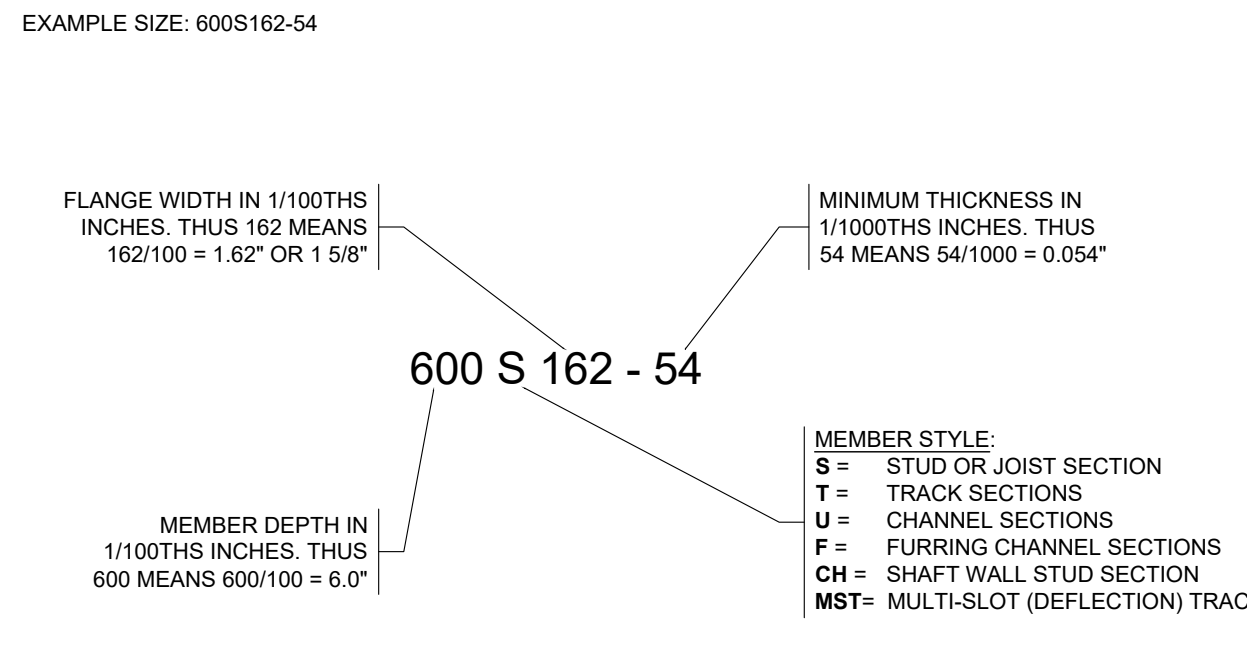 EXAMPLE SIZE: 600S162-54
FLANGE WIDTH IN 1/100THS
INCHES. THUS 162 MEANS
162/100 = 1.62" OR 1 5/8"
MINIMUM THICKNESS IN
1/1000THS INCHES. THUS
54 MEANS 54/1000 = 0.054"
600 S 162 - 54
MEMBER DEPTH IN
1/100THS INCHES. THUS
600 MEANS 600/100 = 6.0"
MEMBER STYLE:
S = STUD OR JOIST SECTION
T = TRACK SECTIONS
U = CHANNEL SECTIONS
F = FURRING CHANNEL SECTIONS
CH = SHAFT WALL STUD SECTION
MST= MULTI-SLOT (DEFLECTION) TRAC